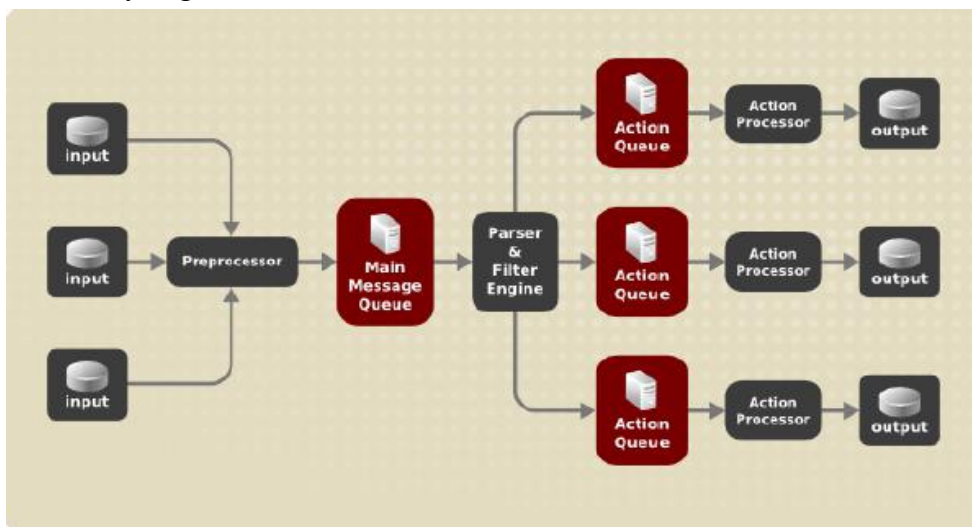 input
input
input
Preprocessor
Main
Message
Queue
Parser
&
Filter
Engine
Action
Queue
Action
Processor
output
Action
Queue
Action
Processor
output
Action
Queue
Action
Processor
output